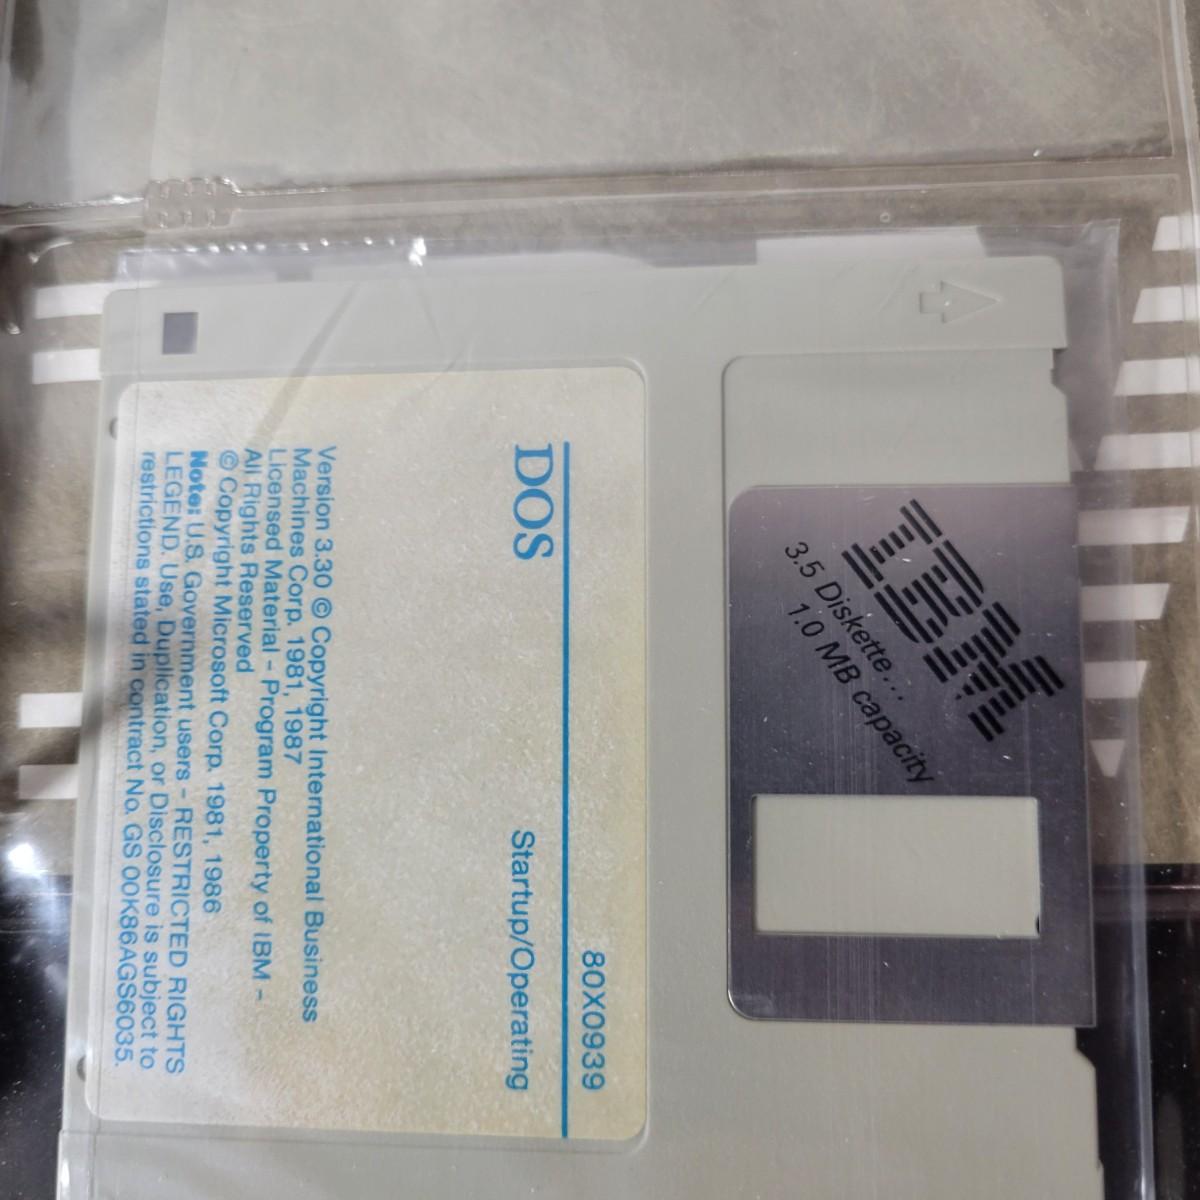 IBM
3.5 Diskette...
1.0 MB capacity
80X0939
DOS
Startup/Operating
Version 3.30 © Copyright International Business
Machines Corp. 1981, 1987
Licensed Material - Program Property of IBM -
All Rights Reserved
© Copyright Microsoft Corp. 1981, 1986
Note: U.S. Government users - RESTRICTED RIGHTS
LEGEND. Use, Duplication, or Disclosure is subject to
restrictions stated in contract No. GS 00K86AGS6035.